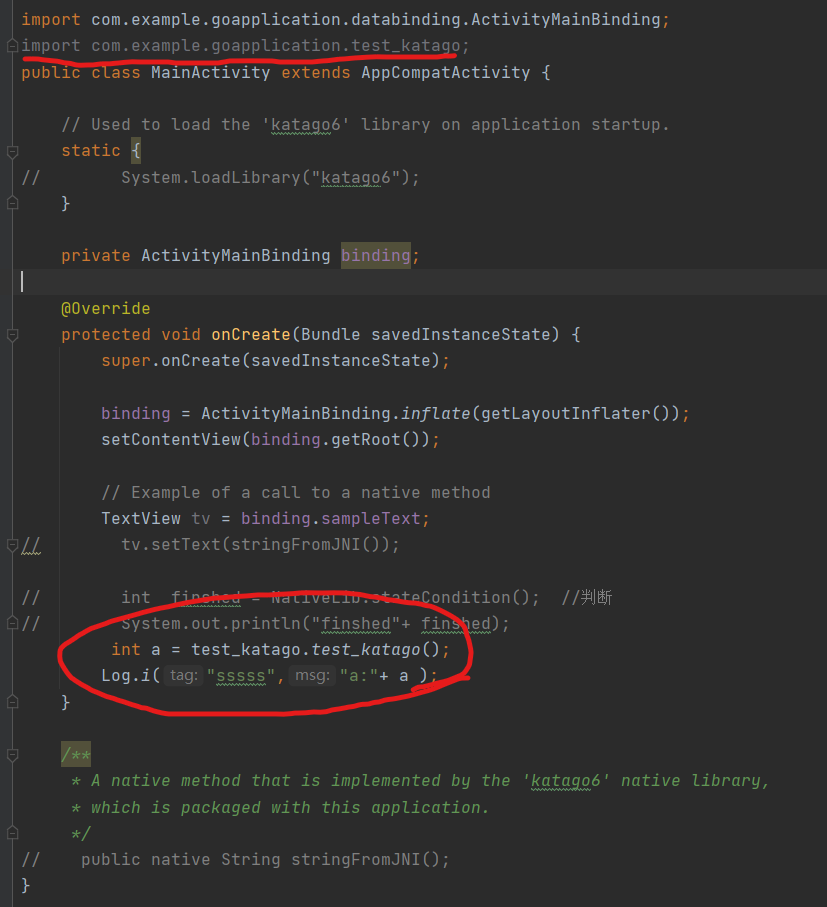 import com.example.goapplication.databinding.ActivityMainBinding;
import com.example.goapplication.test_katago;
public class MainActivity extends AppCompatActivity {
// Used to load the 'katago6' library on application startup.
static {
// System.loadLibrary("katago6");
}
private ActivityMainBinding binding;
@Override
protected void onCreate(Bundle savedInstanceState) {
super.onCreate(savedInstanceState);
binding = ActivityMainBinding.inflate(getLayoutInflater());
setContentView(binding.getRoot());
// Example of a call to a native method
TextView tv = binding.sampleText;
// tv.setText(stringFromJNI());
// int finshed = NativeLib.stateCondition(); //判断
// System.out.println("finshed"+ finshed);
int a = test_katago.test_katago();
Log.i( tag: "sssss", msg: "a:"+ a );
}
/**
* A native method that is implemented by the 'katago6' native library,
* which is packaged with this application.
*/
// public native String stringFromJNI();
}